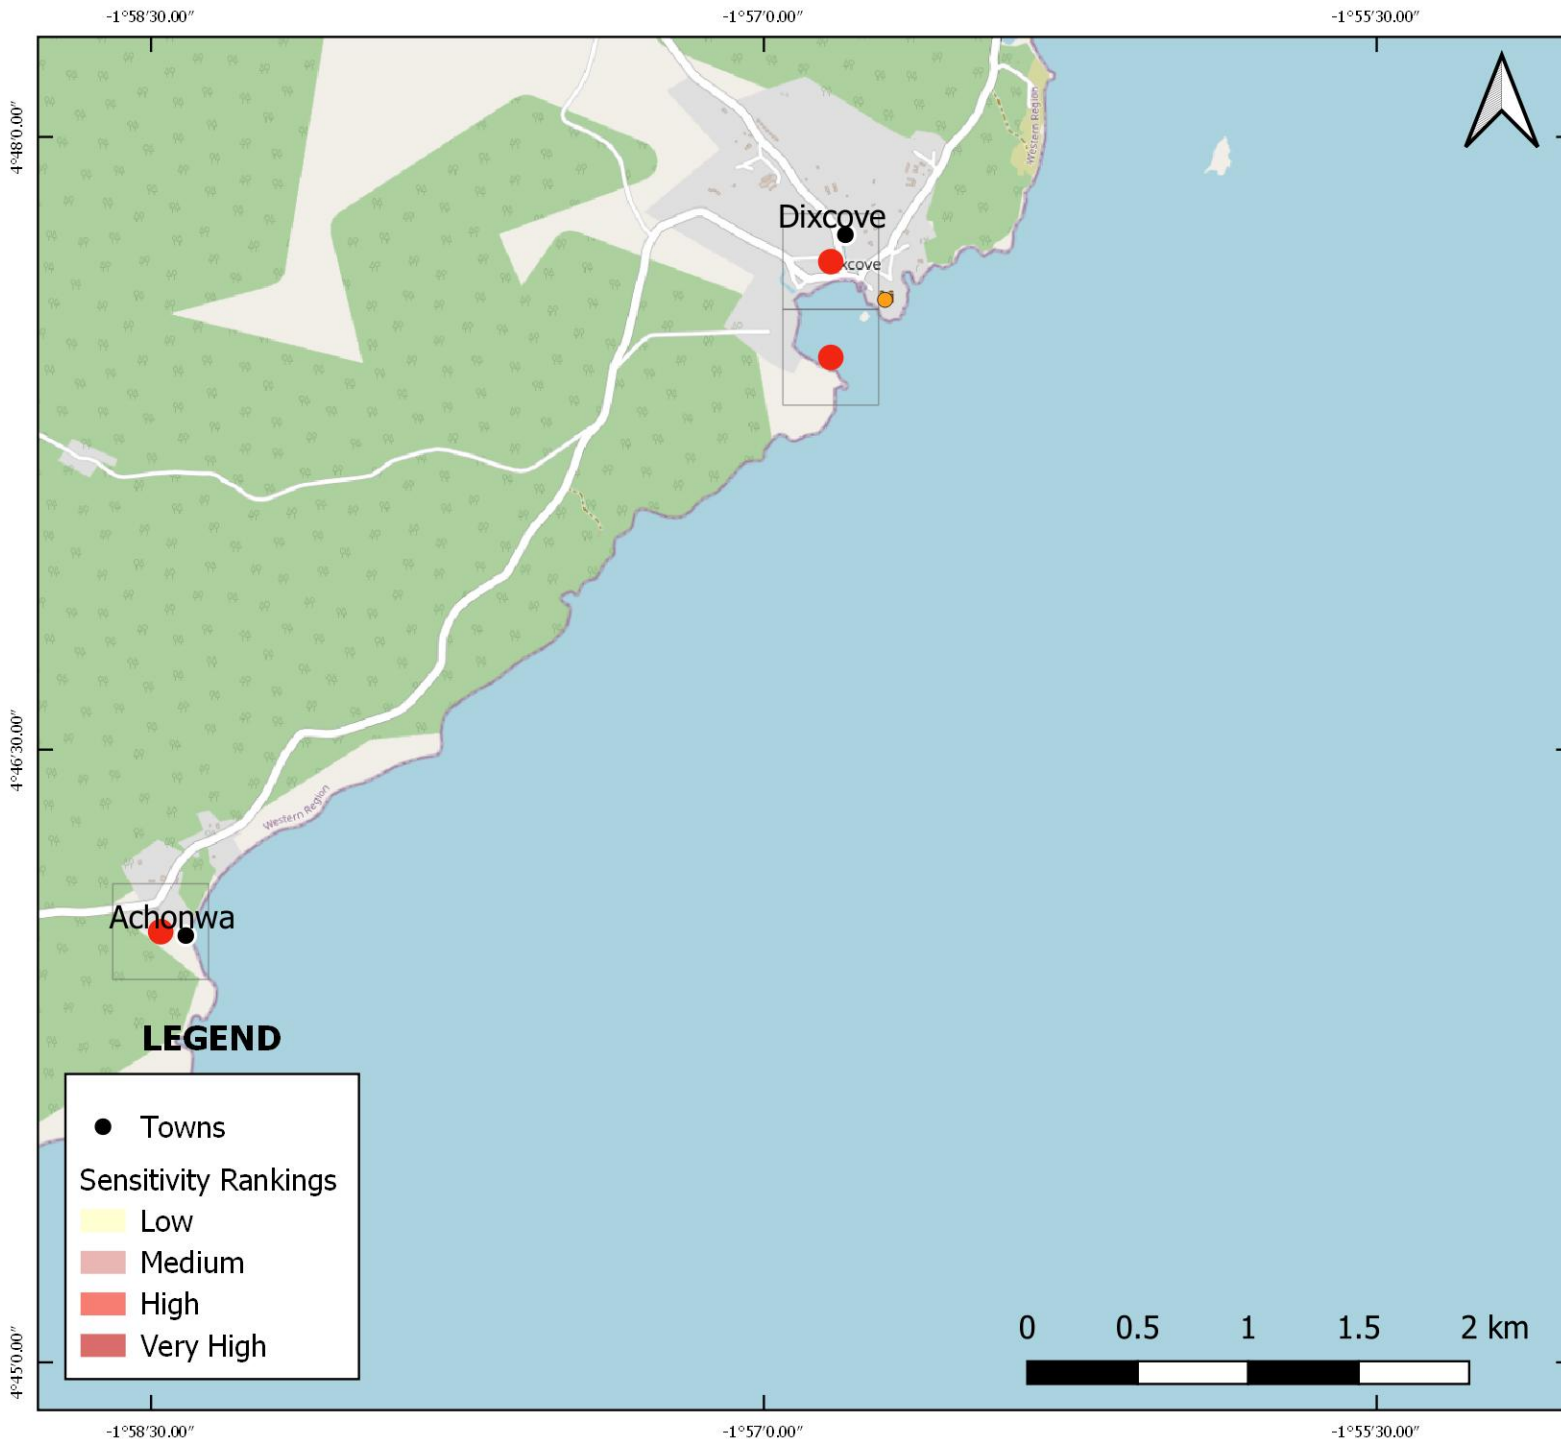 -1°58′30.00″ -1°57′0.00″ -1°55′30.00″
4°48′0.00″
Western Region
Dixcove
xcove
4°46′30.00″
Western Region
Achonwa
LEGEND
Towns
Sensitivity Rankings
Low
Medium
High
Very High
0 0.5 1 1.5 2 km
4°45′0.00″
-1°58′30.00″ -1°57′0.00″ -1°55′30.00″